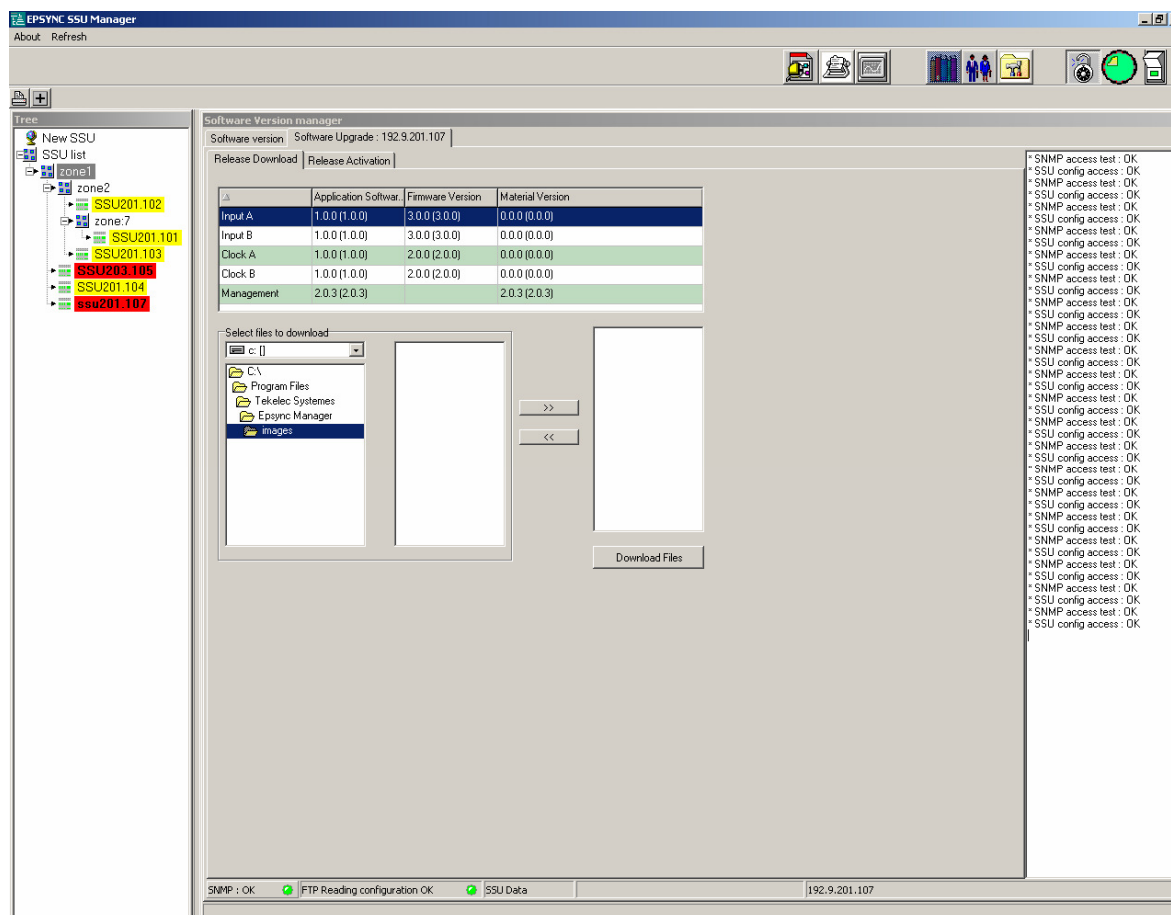 EPSYNC SSU Manager
About Refresh
Tree
New SSU
SSU list
zone1
zone2
SSU201.102
zone:7
SSU201.101
SSU201.103
SSU203.105
SSU201.104
ssu201.107
Software Version manager
Software version Software Upgrade : 192.9.201.107
Release Download Release Activation
Application Softwar... Firmware Version Material Version
Input A 1.0.0 (1.0.0) 3.0.0 (3.0.0) 0.0.0 (0.0.0)
Input B 1.0.0 (1.0.0) 3.0.0 (3.0.0) 0.0.0 (0.0.0)
Clock A 1.0.0 (1.0.0) 2.0.0 (2.0.0) 0.0.0 (0.0.0)
Clock B 1.0.0 (1.0.0) 2.0.0 (2.0.0) 0.0.0 (0.0.0)
Management 2.0.3 (2.0.3) 2.0.3 (2.0.3)
Select files to download
c: []
C:\
Program Files
Tekelec Systemes
Epsync Manager
images
>>
<<
Download Files
* SNMP access test : OK
* SSU config access : OK
* SNMP access test : OK
* SSU config access : OK
* SNMP access test : OK
* SSU config access : OK
* SNMP access test : OK
* SSU config access : OK
* SNMP access test : OK
* SSU config access : OK
* SNMP access test : OK
* SSU config access : OK
* SNMP access test : OK
* SSU config access : OK
* SNMP access test : OK
* SSU config access : OK
* SNMP access test : OK
* SSU config access : OK
* SNMP access test : OK
* SSU config access : OK
* SNMP access test : OK
* SSU config access : OK
* SNMP access test : OK
* SSU config access : OK
* SNMP access test : OK
* SSU config access : OK
* SNMP access test : OK
* SSU config access : OK
* SNMP access test : OK
* SSU config access : OK
* SNMP access test : OK
* SSU config access : OK
* SNMP access test : OK
* SSU config access : OK
* SNMP access test : OK
* SSU config access : OK
* SNMP access test : OK
* SSU config access : OK
* SNMP access test : OK
* SSU config access : OK
SNMP : OK FTP Reading configuration OK SSU Data 192.9.201.107